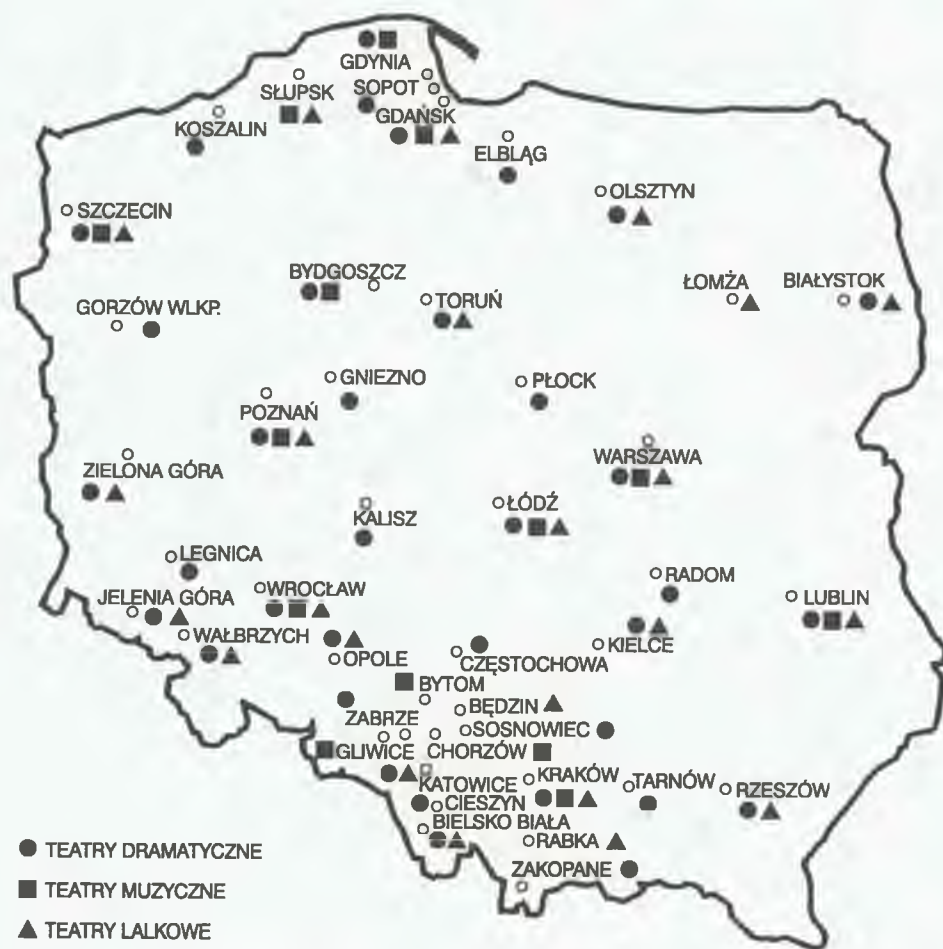 GDYNIA
SOPOT
SŁUPSK
GDAŃSK
KOSZALIN
ELBLĄG
OLSZTYN
SZCZECIN
BYDGOSZCZ
TORUŃ
ŁOMŻA
BIAŁYSTOK
GORZÓW WLKP.
GNIEZNO
PŁOCK
POZNAŃ
WARSZAWA
ZIELONA GÓRA
ŁÓDŹ
KALISZ
LEGNICA
RADOM
JELENIA GÓRA
WROCŁAW
LUBLIN
WAŁBRZYCH
KIELCE
OPOLE
CZĘSTOCHOWA
BYTOM
BĘDZIN
ZABRZE
SOSNOWIEC
GLIWICE
CHORZÓW
KATOWICE
KRAKÓW
TARNÓW
RZESZÓW
CIESZYN
BIELSKO BIAŁA
RABKA
ZAKOPANE
TEATRY DRAMATYCZNE
TEATRY MUZYCZNE
TEATRY LALKOWE